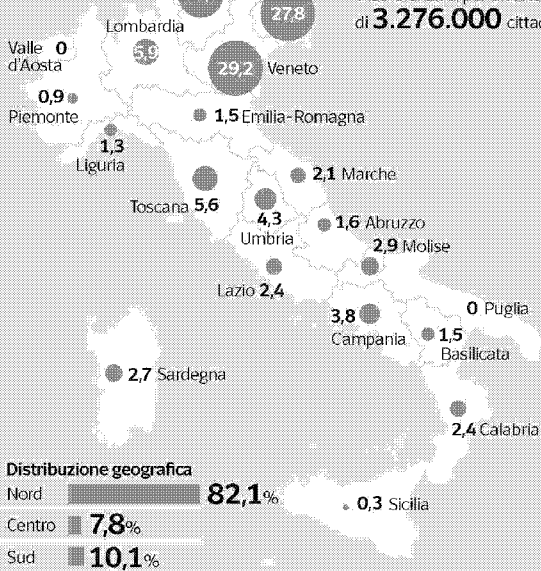 Lombardia
27,8
di 3.276.000
Valle 0
d'Aosta
5,9
29,2 Veneto
0,9
Piemonte
1,5 Emilia-Romagna
1,3
Liguria
2,1 Marche
Toscana 5,6
4,3
Umbria
1,6 Abruzzo
2,9 Molise
Lazio 2,4
0 Puglia
3,8
Campania
1,5
Basilicata
2,7 Sardegna
2,4 Calabria
Distribuzione geografica
Nord 82,1%
Centro 7,8%
Sud 10,1%
0,3 Sicilia